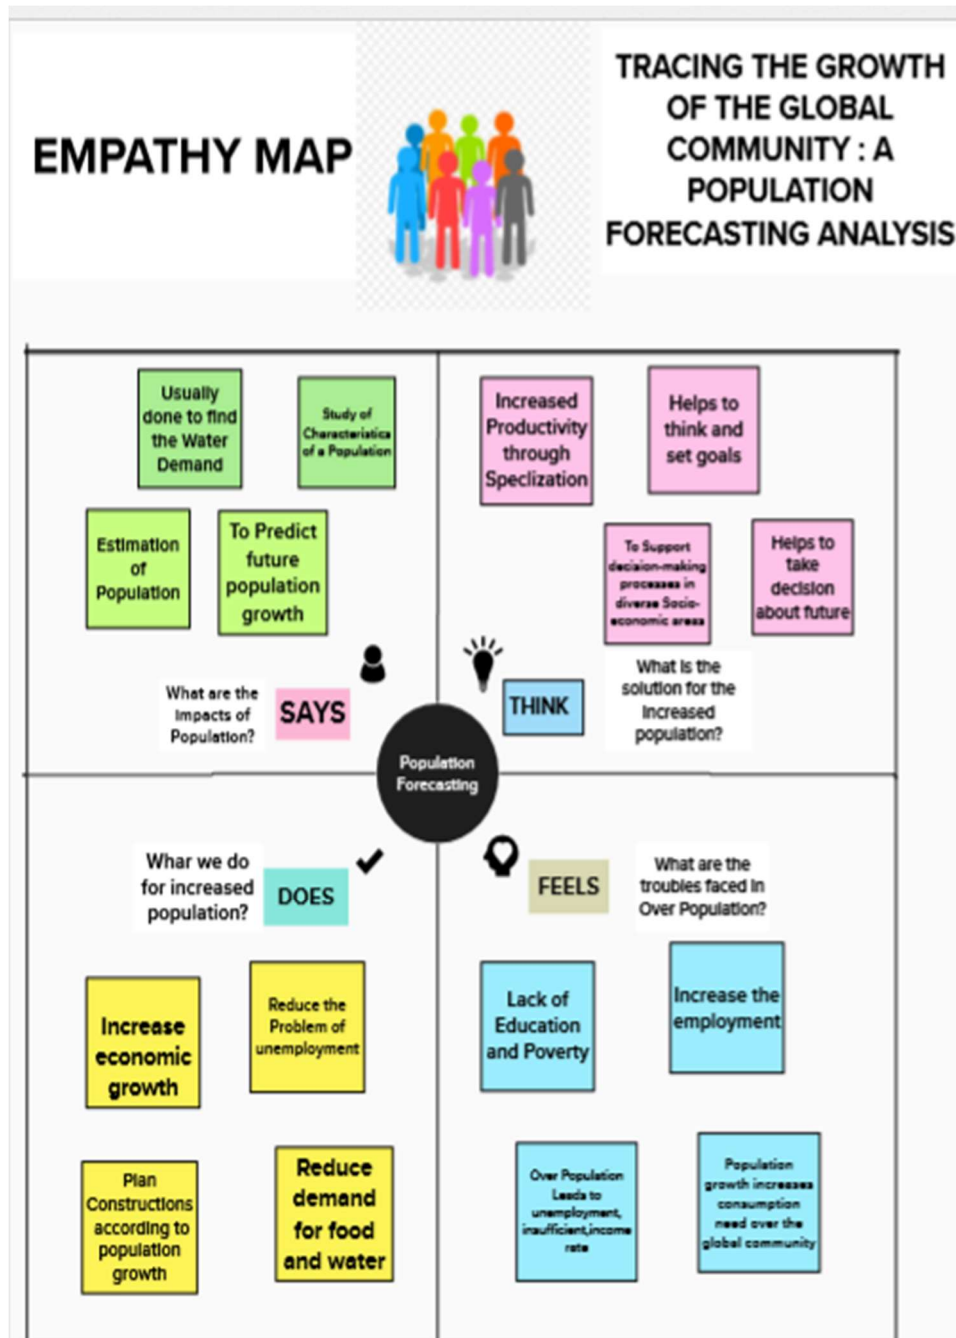 EMPATHY MAP
TRACING THE GROWTH
OF THE GLOBAL
COMMUNITY : A
POPULATION
FORECASTING ANALYSIS
Usually
done to find
the Water
Demand
Study of
Characteristics
of a Population
Estimation
of
Population
To Predict
future
population
growth
What are the
Impacts of
Population?
SAYS
Increased
Productivity
through
Speclization
Helps to
think and
set goals
To Support
decision-making
processes in
diverse Socio-
economic areas
Helps to
take
decision
about future
THINK
What is the
solution for the
Increased
population?
Population
Forecasting
Whar we do
for increased
population?
DOES
Increase
economic
growth
Reduce the
Problem of
unemployment
Plan
Constructions
according to
population
growth
Reduce
demand
for food
and water
FEELS
What are the
troubles faced in
Over Population?
Lack of
Education
and Poverty
Increase the
employment
Over Population
Leads to
unemployment,
insufficient,income
rate
Population
growth increases
consumption
need over the
global community